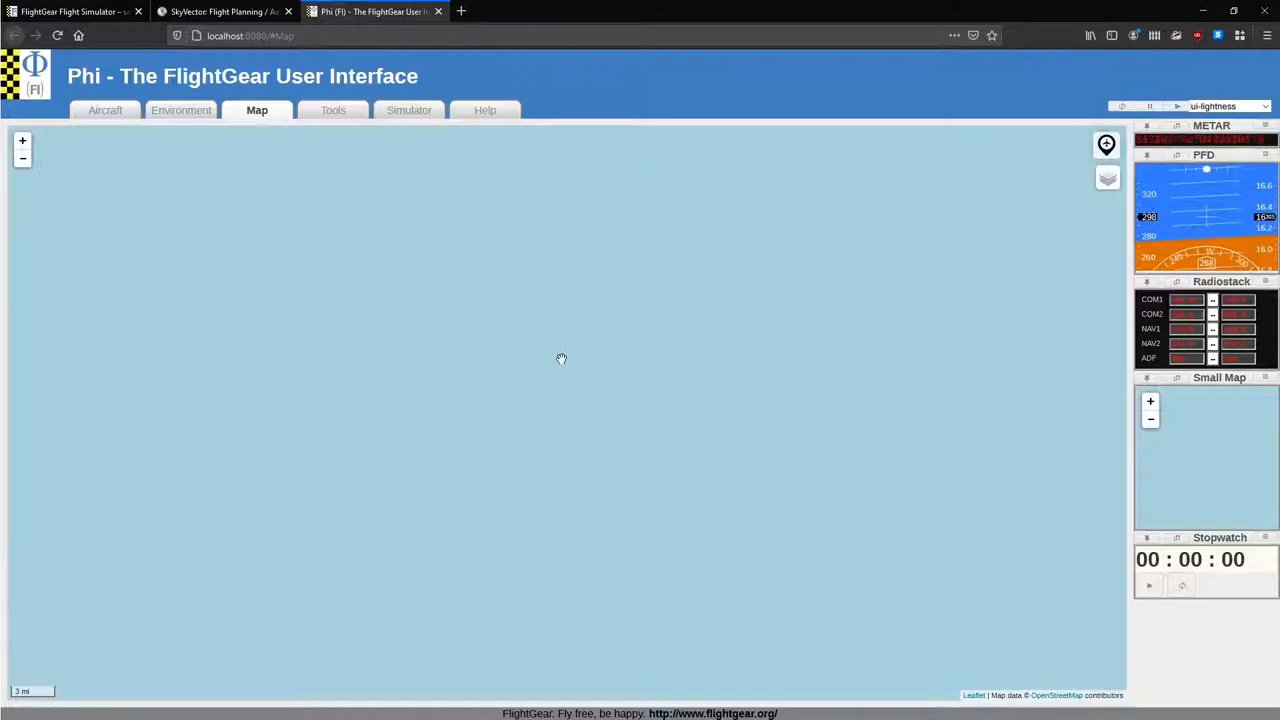 FlightGear Flight Simulator – s
SkyVector: Flight Planning / Ae
Phi (FI) - The FlightGear User In
localhost:8080/#Map
Φ
(FI)
Phi - The FlightGear User Interface
Aircraft
Environment
Map
Tools
Simulator
Help
ui-lightness
+
−
METAR
PFD
320
298
280
260
16.6
16.4
16.2
16.0
240
W
300
268
Radiostack
COM1
COM2
NAV1
NAV2
ADF
Small Map
+
−
Stopwatch
00 : 00 : 00
3 mi
Leaflet | Map data © OpenStreetMap contributors
FlightGear. Fly free, be happy. http://www.flightgear.org/